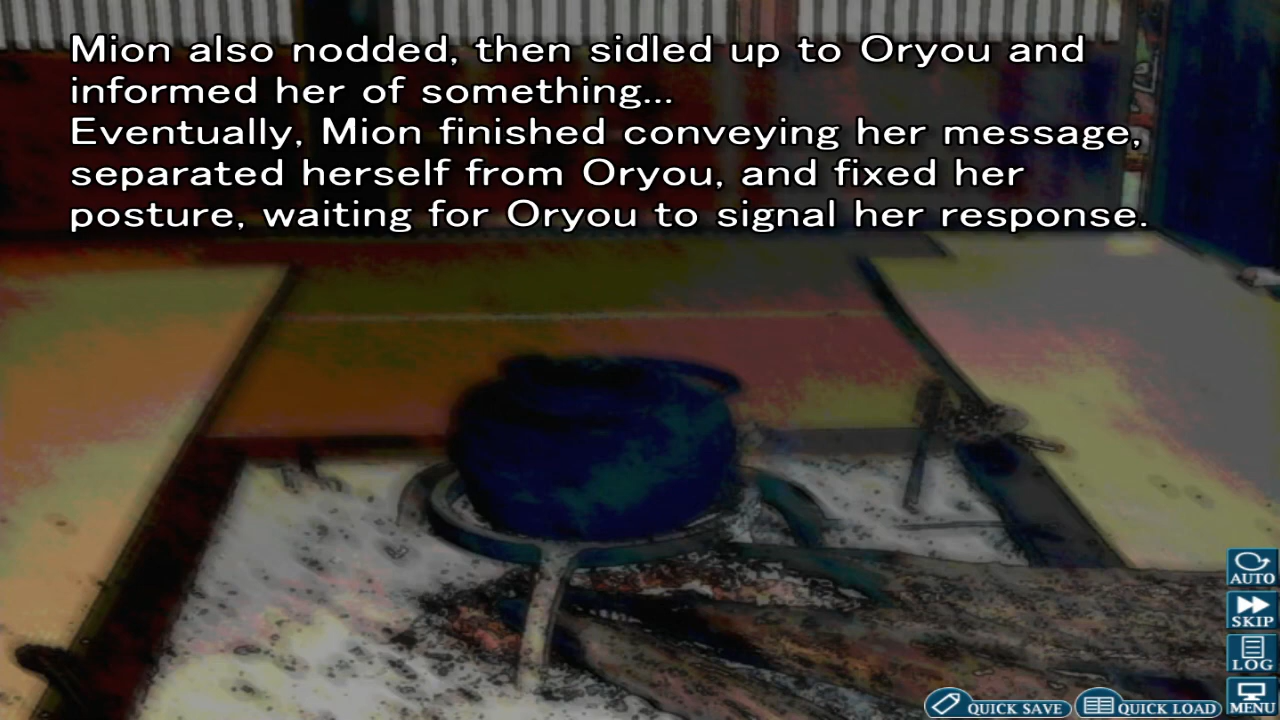 Mion also nodded, then sidled up to Oryou and
informed her of something...
Eventually, Mion finished conveying her message,
separated herself from Oryou, and fixed her
posture, waiting for Oryou to signal her response.
AUTO
SKIP
LOG
QUICK SAVE
QUICK LOAD
MENU